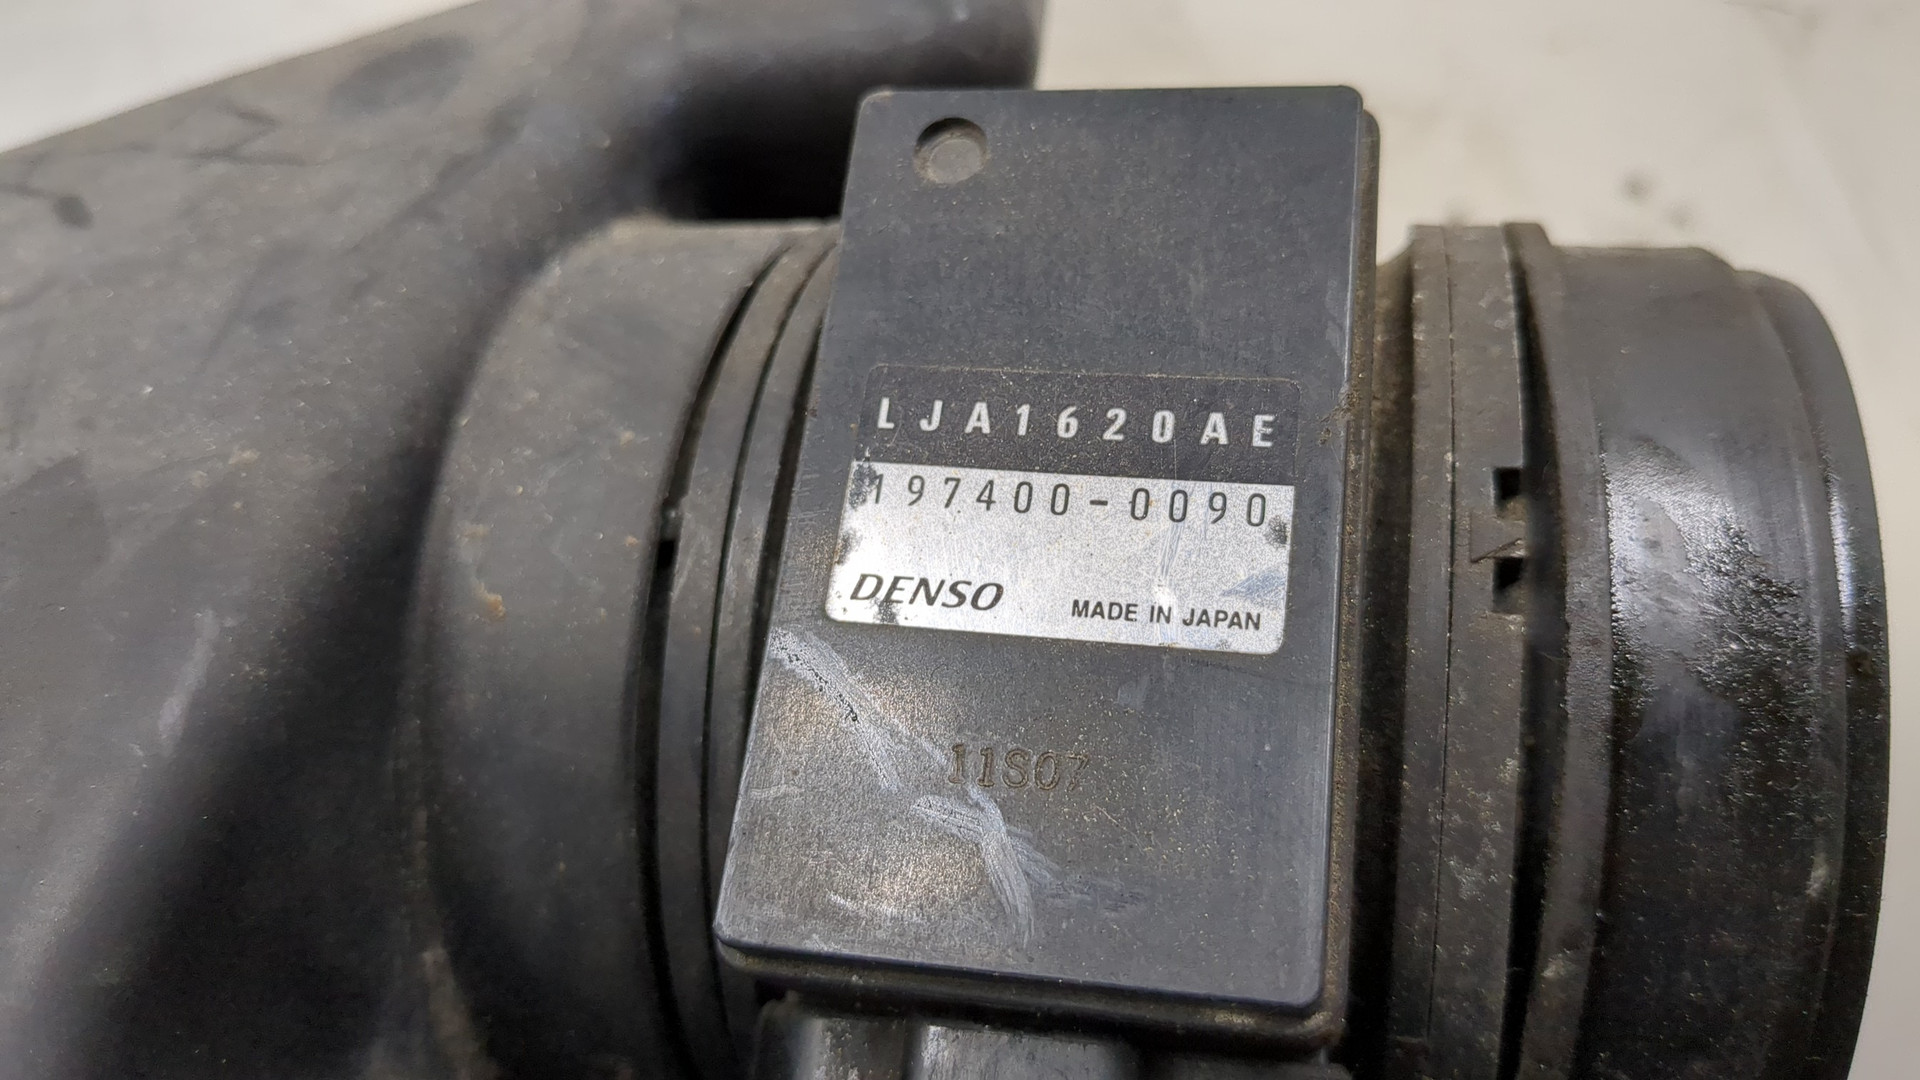 LJA1620AE
197400-0090
DENSO MADE IN JAPAN
11S07